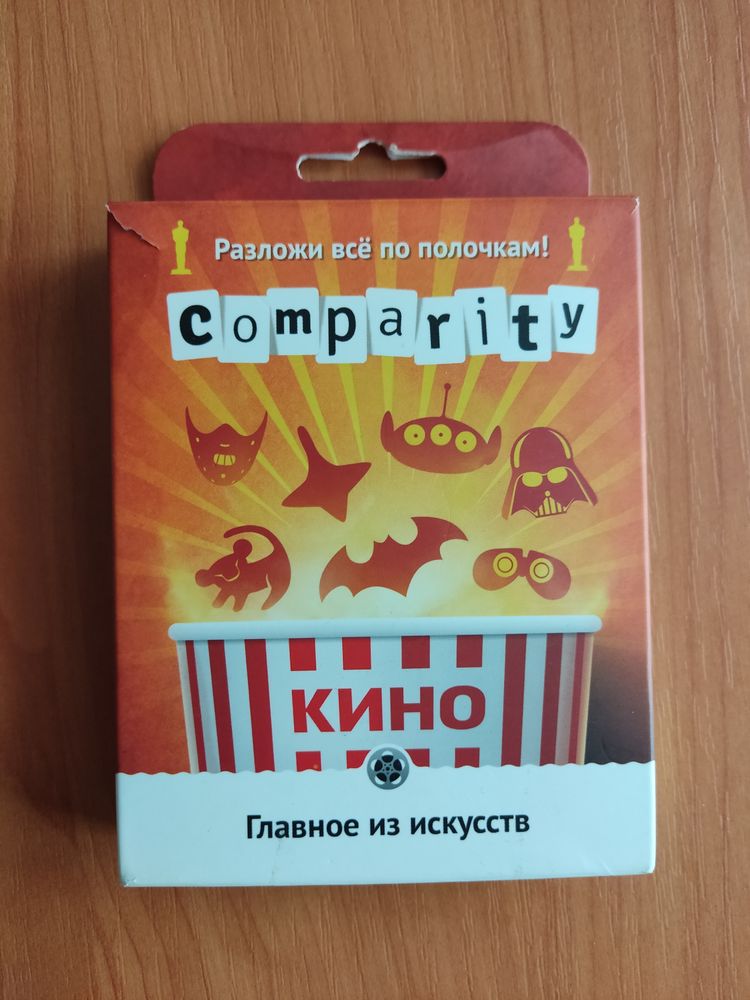 Разложи всё по полочкам!
comparity
КИНО
Главное из искусств